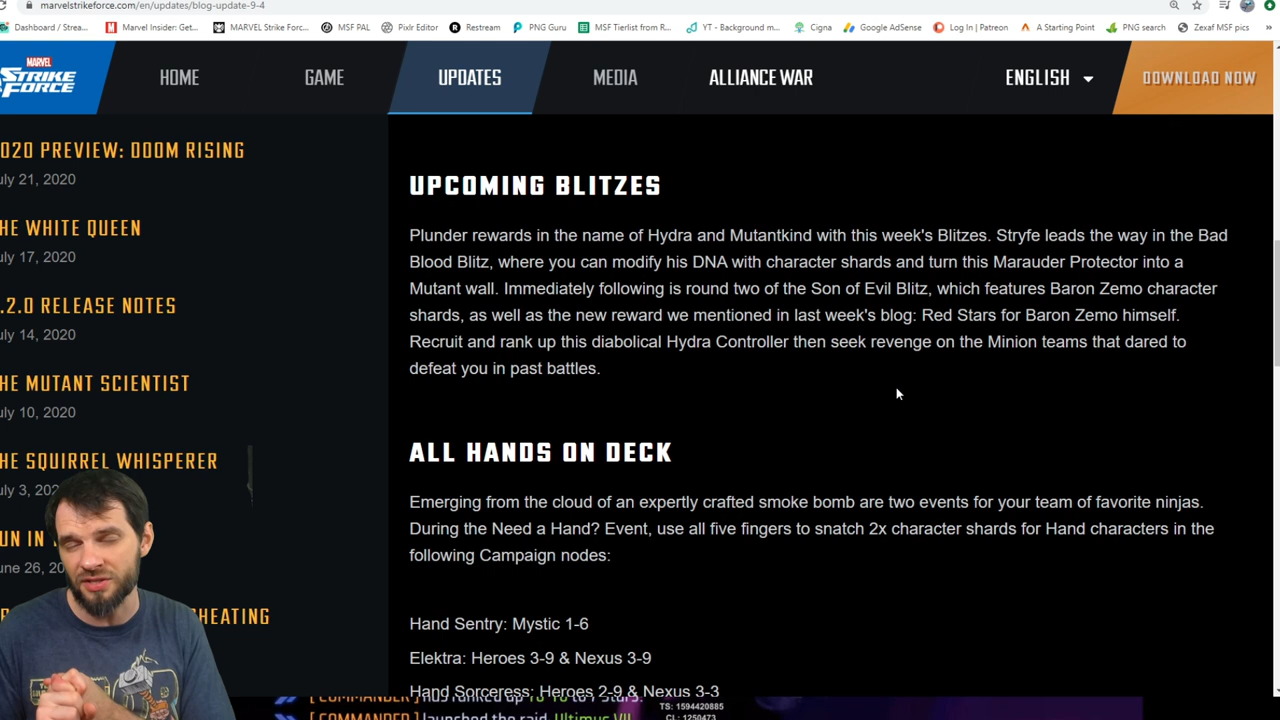 marvelstrikeforce.com/en/updates/blog-update-9-4
Dashboard / Strea...
Marvel Insider: Get...
MARVEL Strike Forc...
MSF PAL
Pixlr Editor
Restream
PNG Guru
MSF Tierlist from R...
YT - Background m...
Cigna
Google AdSense
Log In | Patreon
A Starting Point
PNG search
Zexaf MSF pics
»
MARVEL
STRIKE
FORCE
HOME
GAME
UPDATES
MEDIA
ALLIANCE WAR
ENGLISH
DOWNLOAD NOW
020 PREVIEW: DOOM RISING
uly 21, 2020
HE WHITE QUEEN
uly 17, 2020
.2.0 RELEASE NOTES
uly 14, 2020
HE MUTANT SCIENTIST
uly 10, 2020
HE SQUIRREL WHISPERER
uly 3, 202
UN IN
une 26, 20
HEATING
UPCOMING BLITZES
Plunder rewards in the name of Hydra and Mutantkind with this week's Blitzes. Stryfe leads the way in the Bad
Blood Blitz, where you can modify his DNA with character shards and turn this Marauder Protector into a
Mutant wall. Immediately following is round two of the Son of Evil Blitz, which features Baron Zemo character
shards, as well as the new reward we mentioned in last week's blog: Red Stars for Baron Zemo himself.
Recruit and rank up this diabolical Hydra Controller then seek revenge on the Minion teams that dared to
defeat you in past battles.
ALL HANDS ON DECK
Emerging from the cloud of an expertly crafted smoke bomb are two events for your team of favorite ninjas.
During the Need a Hand? Event, use all five fingers to snatch 2x character shards for Hand characters in the
following Campaign nodes:
Hand Sentry: Mystic 1-6
Elektra: Heroes 3-9 & Nexus 3-9
Hand Sorceress: Heroes 2-9 & Nexus 3-3
[COMMANDER] has ranked up
stars.
[COMMANDER] launched the raid Ultimus VII
TS: 1594420885
CL: 1250473